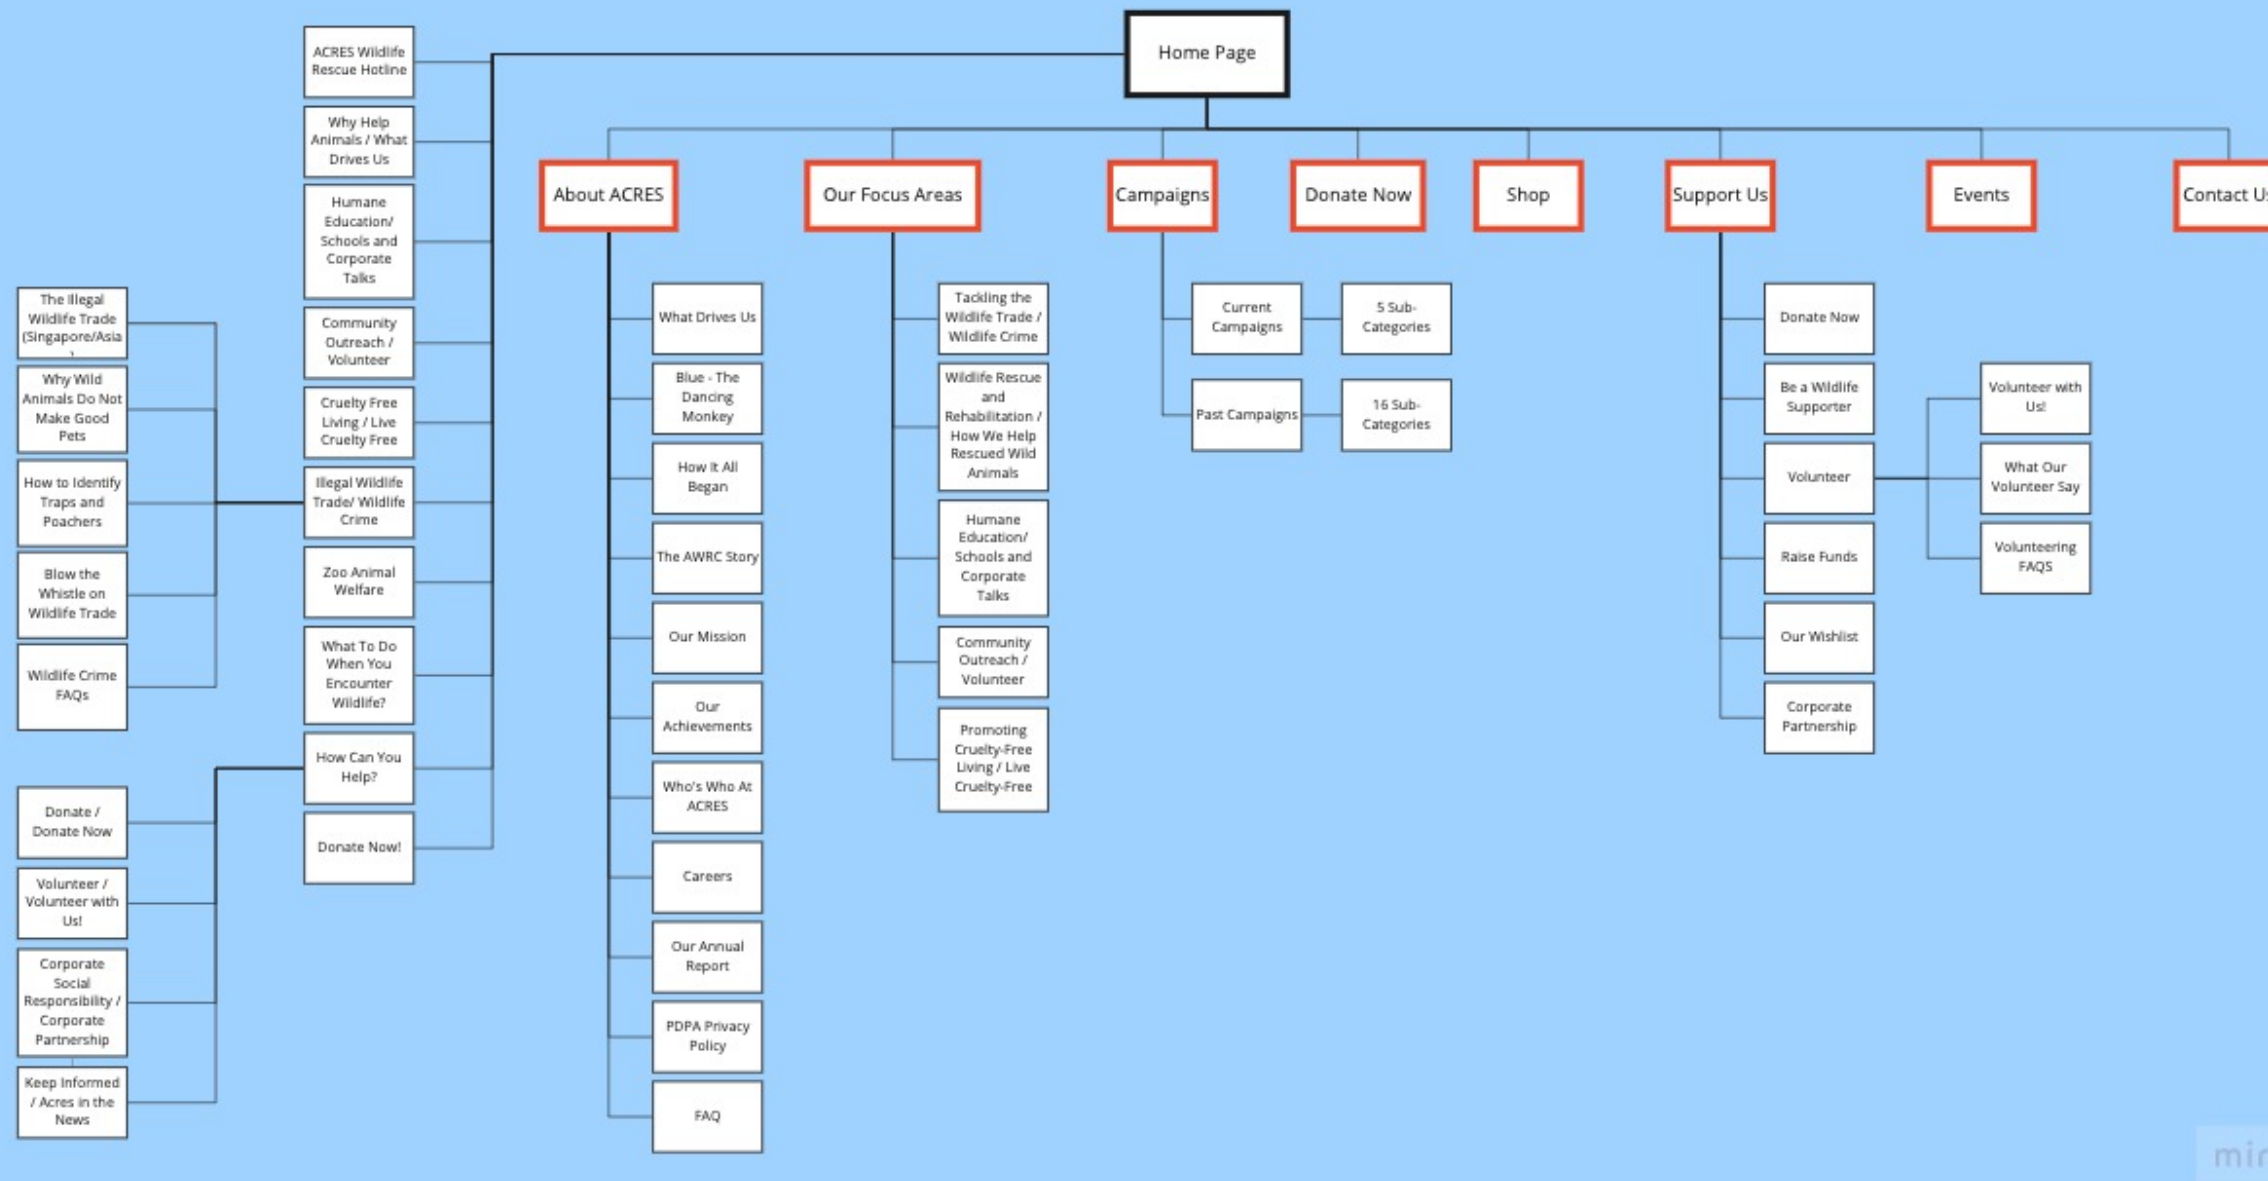 Home Page
ACRES Wildlife
Rescue Hotline
Why Help
Animals / What
Drives Us
Humane
Education/
Schools and
Corporate
Talks
Community
Outreach /
Volunteer
Cruelty Free
Living / Live
Cruelty Free
Illegal Wildlife
Trade/ Wildlife
Crime
Zoo Animal
Welfare
What To Do
When You
Encounter
Wildlife?
How Can You
Help?
Donate Now!
The Illegal
Wildlife Trade
(Singapore/Asia
)
Why Wild
Animals Do Not
Make Good
Pets
How to Identify
Traps and
Poachers
Blow the
Whistle on
Wildlife Trade
Wildlife Crime
FAQs
Donate /
Donate Now
Volunteer /
Volunteer with
Us!
Corporate
Social
Responsibility /
Corporate
Partnership
Keep Informed
/ Acres in the
News
About ACRES
What Drives Us
Blue - The
Dancing
Monkey
How It All
Began
The AWRC Story
Our Mission
Our
Achievements
Who's Who At
ACRES
Careers
Our Annual
Report
PDPA Privacy
Policy
FAQ
Our Focus Areas
Tackling the
Wildlife Trade /
Wildlife Crime
Wildlife Rescue
and
Rehabilitation /
How We Help
Rescued Wild
Animals
Humane
Education/
Schools and
Corporate
Talks
Community
Outreach /
Volunteer
Promoting
Cruelty-Free
Living / Live
Cruelty-Free
Campaigns
Current
Campaigns
5 Sub-
Categories
Past Campaigns
16 Sub-
Categories
Donate Now
Shop
Support Us
Donate Now
Be a Wildlife
Supporter
Volunteer
Raise Funds
Our Wishlist
Corporate
Partnership
Volunteer with
Us!
What Our
Volunteer Say
Volunteering
FAQS
Events
Contact Us